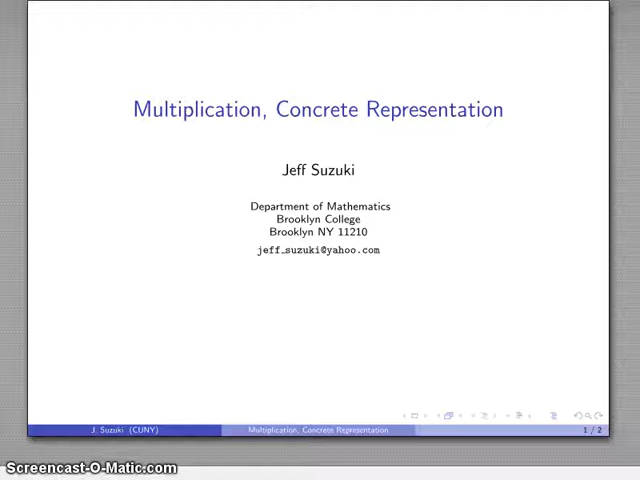 Multiplication, Concrete Representation
Jeff Suzuki
Department of Mathematics
Brooklyn College
Brooklyn NY 11210
jeff_suzuki@yahoo.com
J. Suzuki (CUNY)
Multiplication, Concrete Representation
1 / 2
Screencast-O-Matic.com